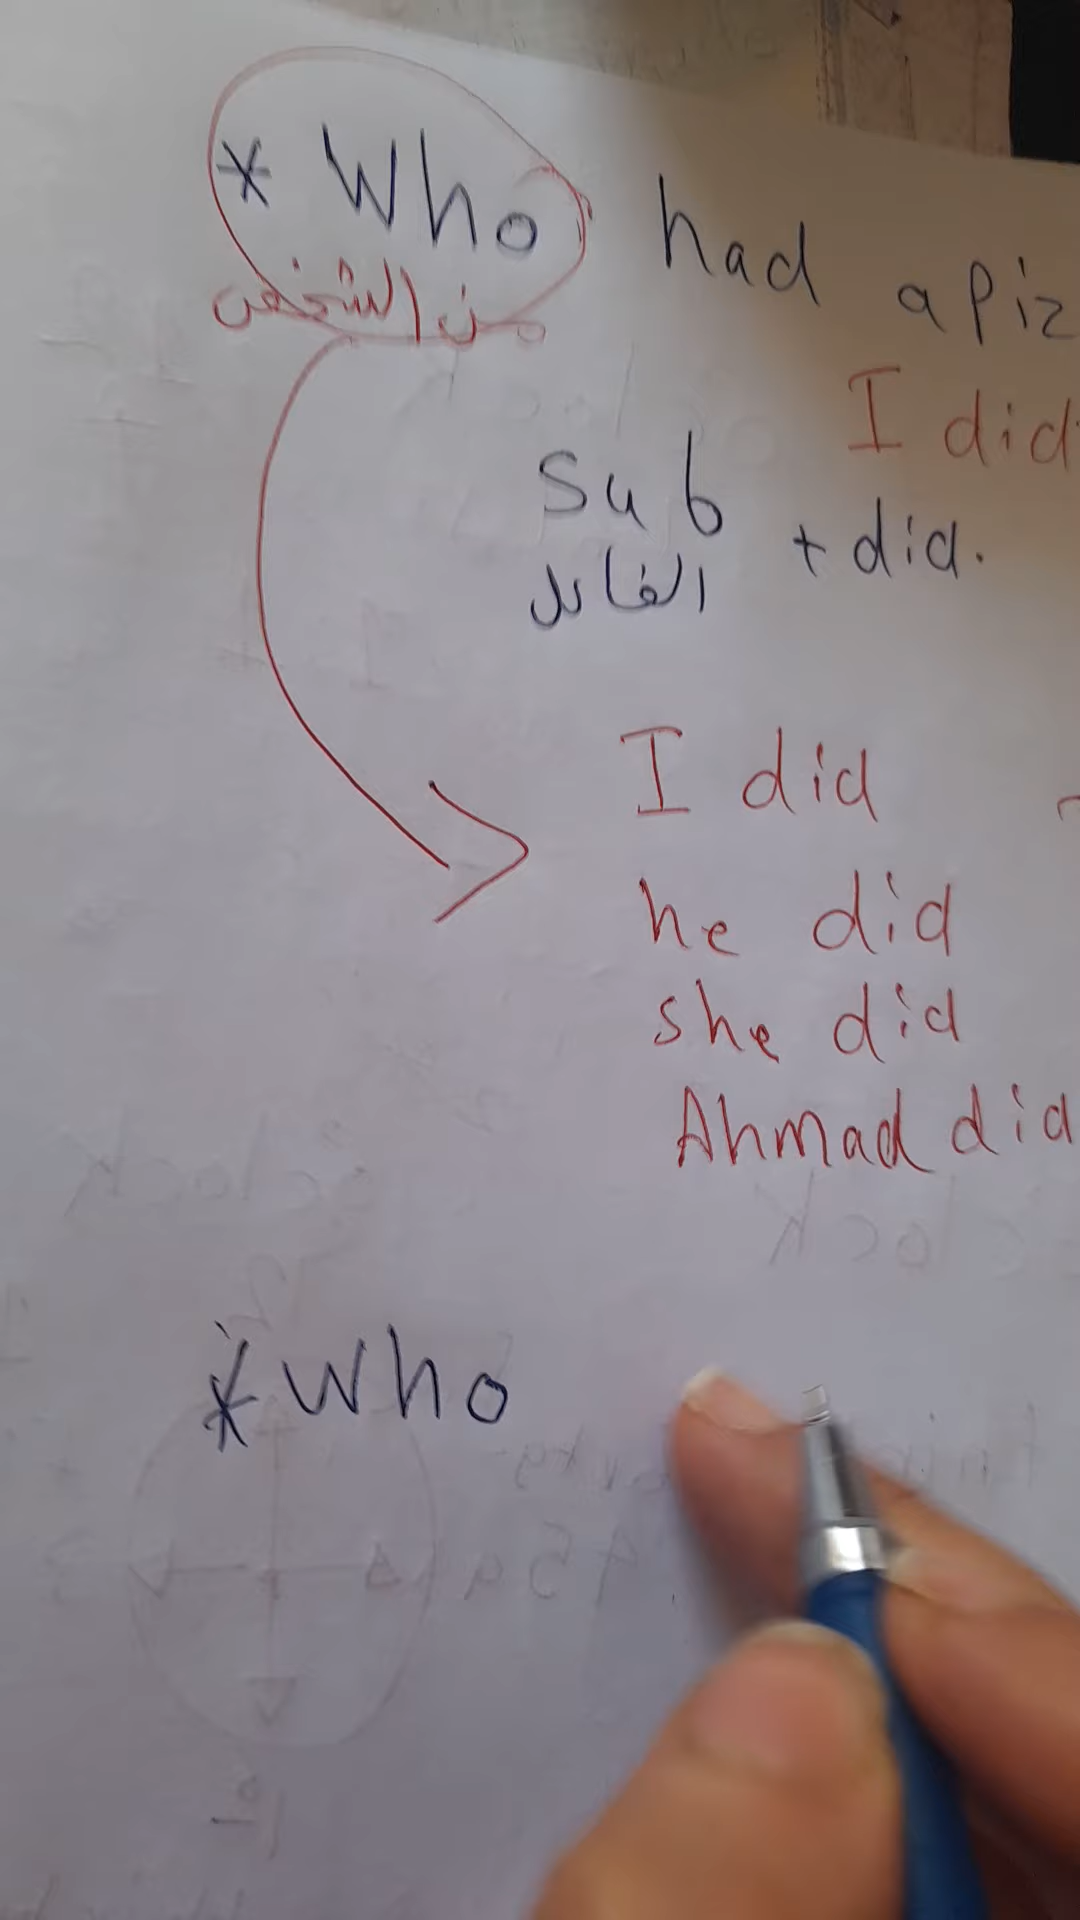 * Who had a Piz
من الشخص
I did
Sub + did.
الفاعل
I did
he did
she did
Ahmad did
* Who